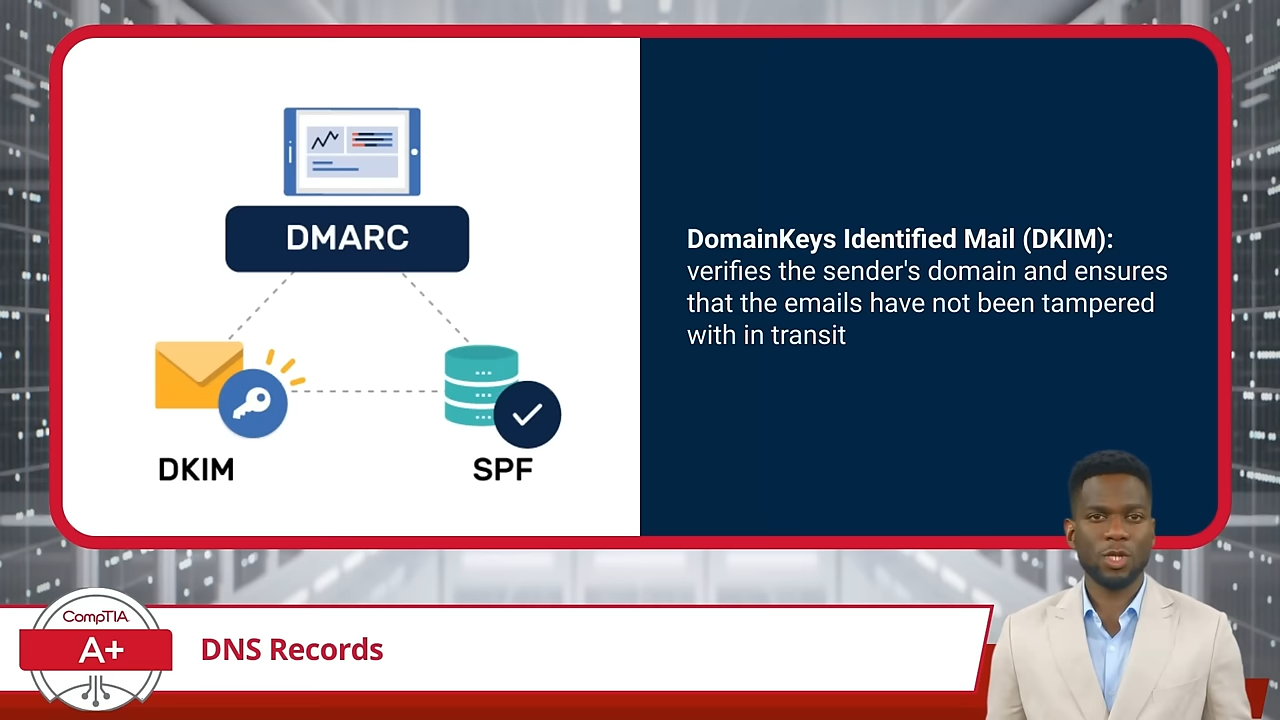 DMARC
DKIM
SPF
DomainKeys Identified Mail (DKIM):
verifies the sender's domain and ensures
that the emails have not been tampered
with in transit
CompTIA
A+
DNS Records